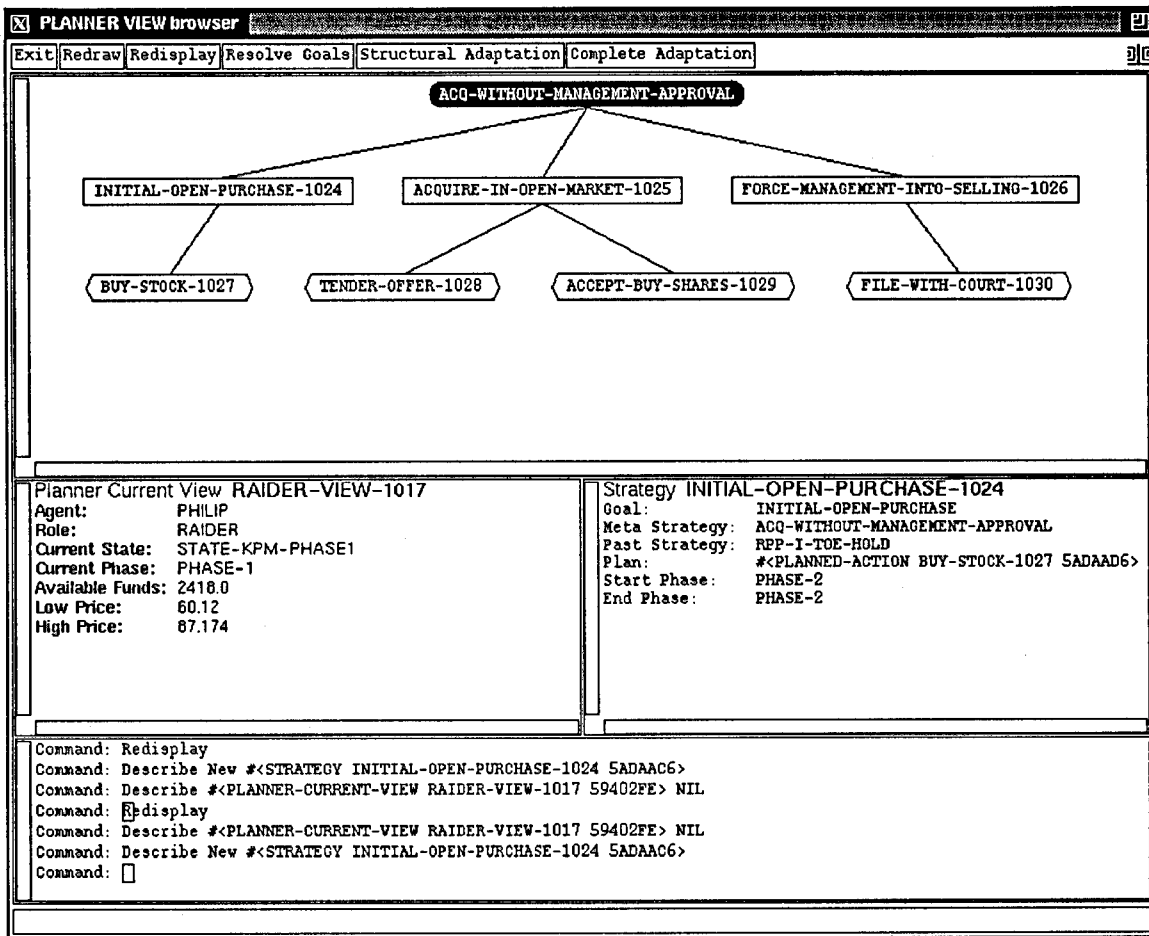 PLANNER VIEW browser
Exit Redraw Redisplay Resolve Goals Structural Adaptation Complete Adaptation
ACQ-WITHOUT-MANAGEMENT-APPROVAL
INITIAL-OPEN-PURCHASE-1024 ACQUIRE-IN-OPEN-MARKET-1025 FORCE-MANAGEMENT-INTO-SELLING-1026
BUY-STOCK-1027 TENDER-OFFER-1028 ACCEPT-BUY-SHARES-1029 FILE-WITH-COURT-1030
Planner Current View RAIDER-VIEW-1017
Agent: PHILIP
Role: RAIDER
Current State: STATE-KPM-PHASE1
Current Phase: PHASE-1
Available Funds: 2418.0
Low Price: 60.12
High Price: 87.174
Strategy INITIAL-OPEN-PURCHASE-1024
Goal: INITIAL-OPEN-PURCHASE
Meta Strategy: ACQ-WITHOUT-MANAGEMENT-APPROVAL
Past Strategy: RPP-I-TOE-HOLD
Plan: #<PLANNED-ACTION BUY-STOCK-1027 5ADAAD6>
Start Phase: PHASE-2
End Phase: PHASE-2
Command: Redisplay
Command: Describe New #<STRATEGY INITIAL-OPEN-PURCHASE-1024 5ADAAC6>
Command: Describe #<PLANNER-CURRENT-VIEW RAIDER-VIEW-1017 59402FE> NIL
Command: Redisplay
Command: Describe #<PLANNER-CURRENT-VIEW RAIDER-VIEW-1017 59402FE> NIL
Command: Describe New #<STRATEGY INITIAL-OPEN-PURCHASE-1024 5ADAAC6>
Command: